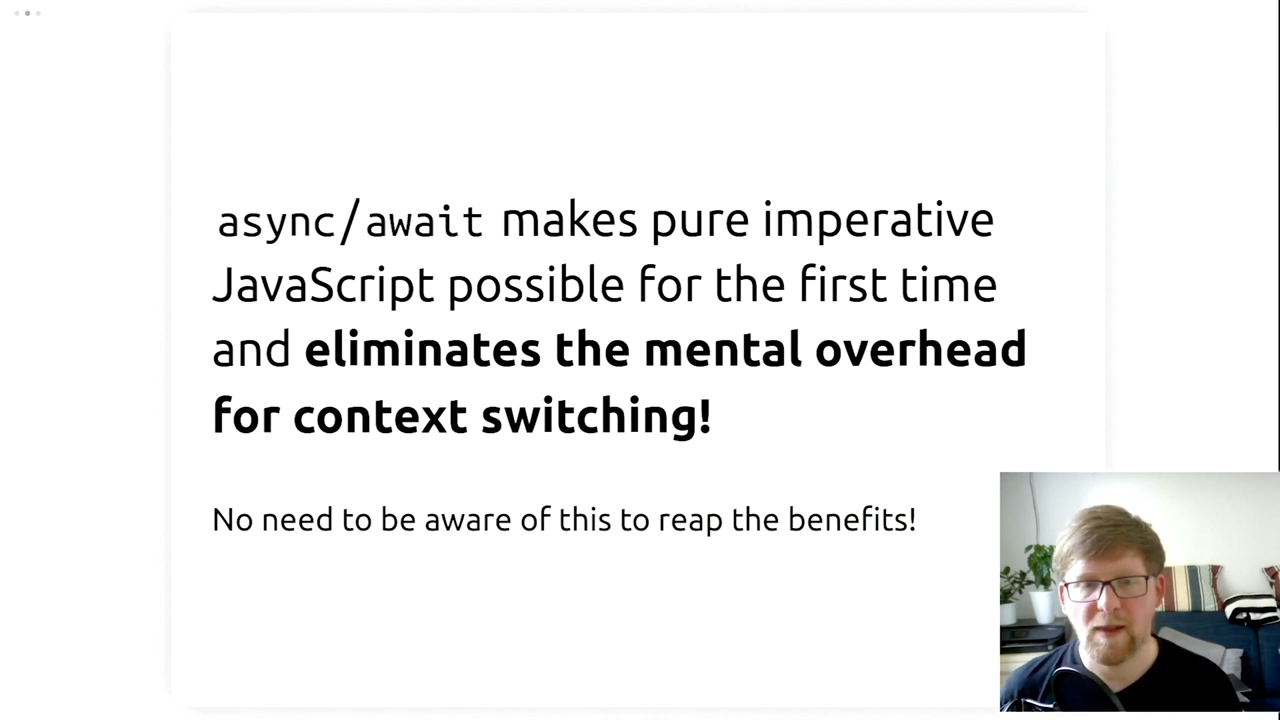 async/await makes pure imperative
JavaScript possible for the first time
and eliminates the mental overhead
for context switching!
No need to be aware of this to reap the benefits!